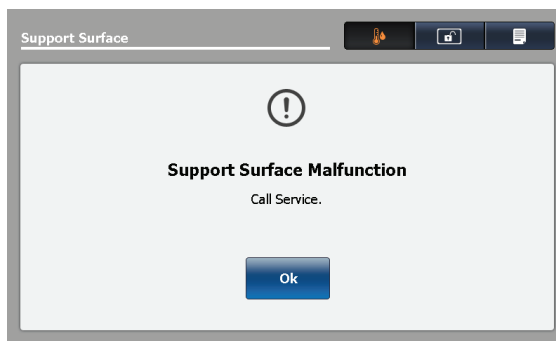 Support Surface
Support Surface Malfunction
Call Service.
Ok